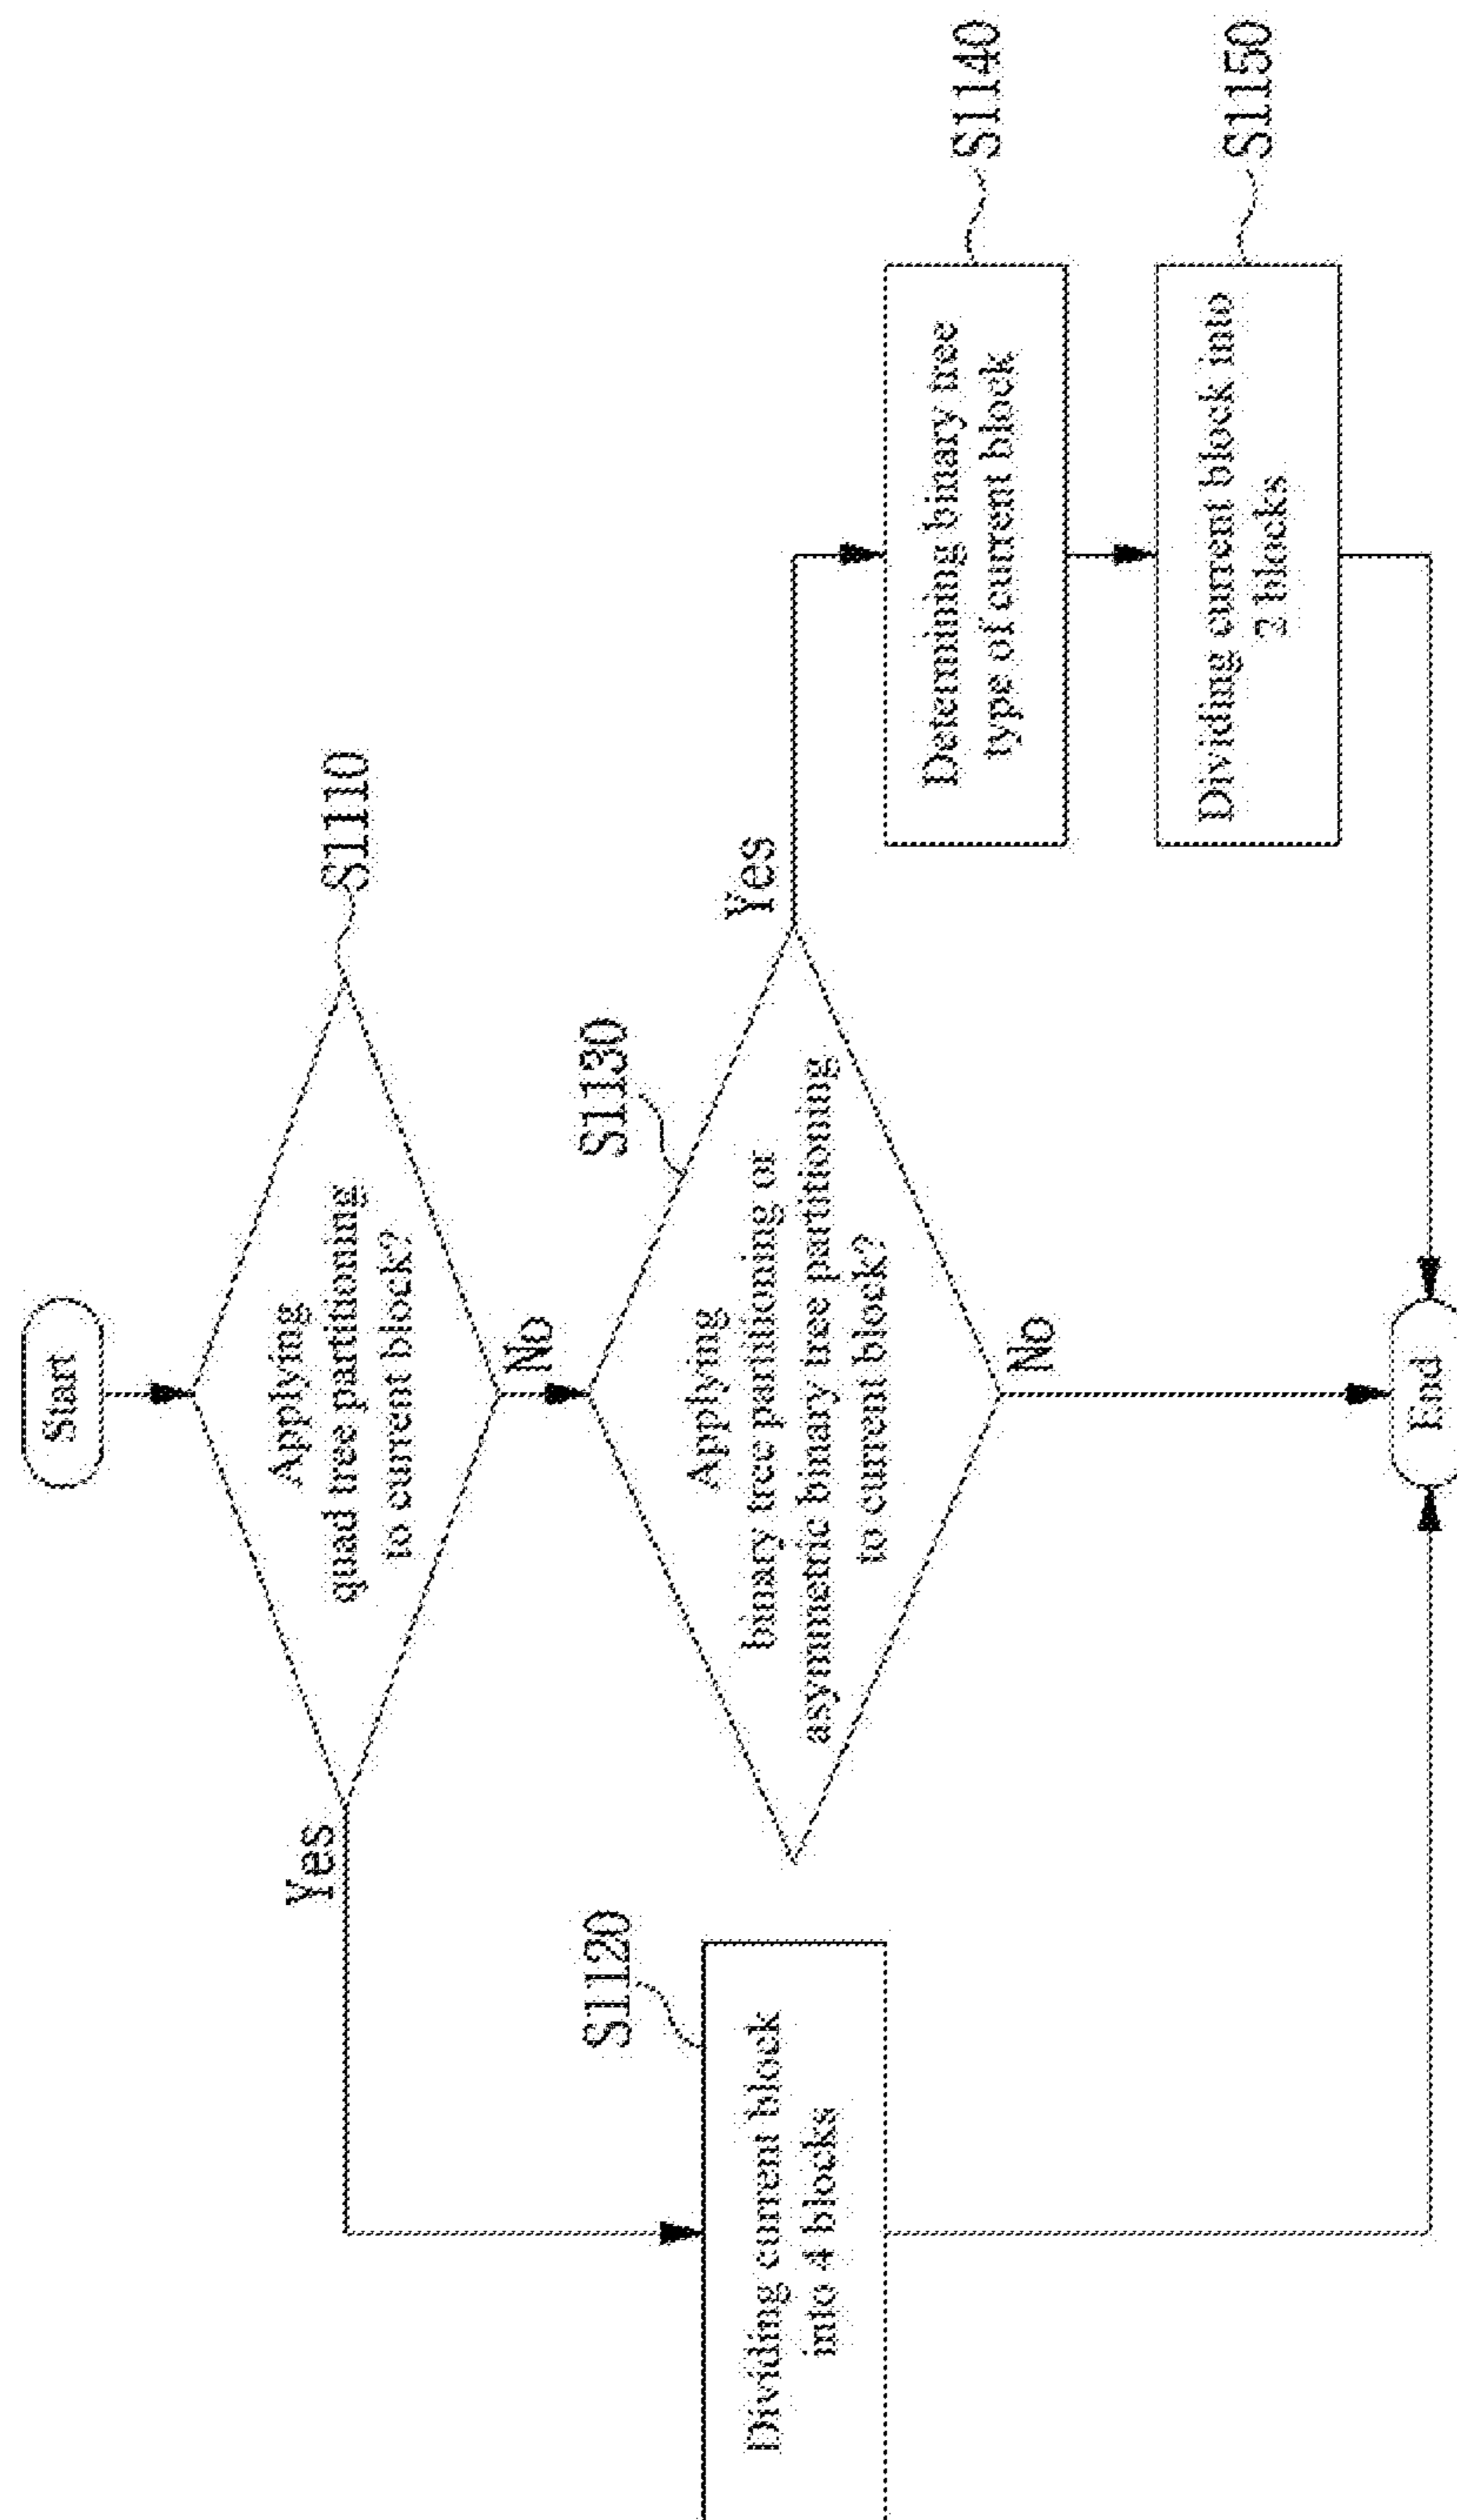 Start
Applying
quad tree partitioning
to current block?
S1110
Yes
No
S1120
Dividing current block
into 4 blocks
S1130
Applying
binary tree partitioning or
asymmetric binary tree partitioning
to current block?
Yes
No
Determining binary tree
type of current block
S1140
Dividing current block into
2 blocks
S1150
End